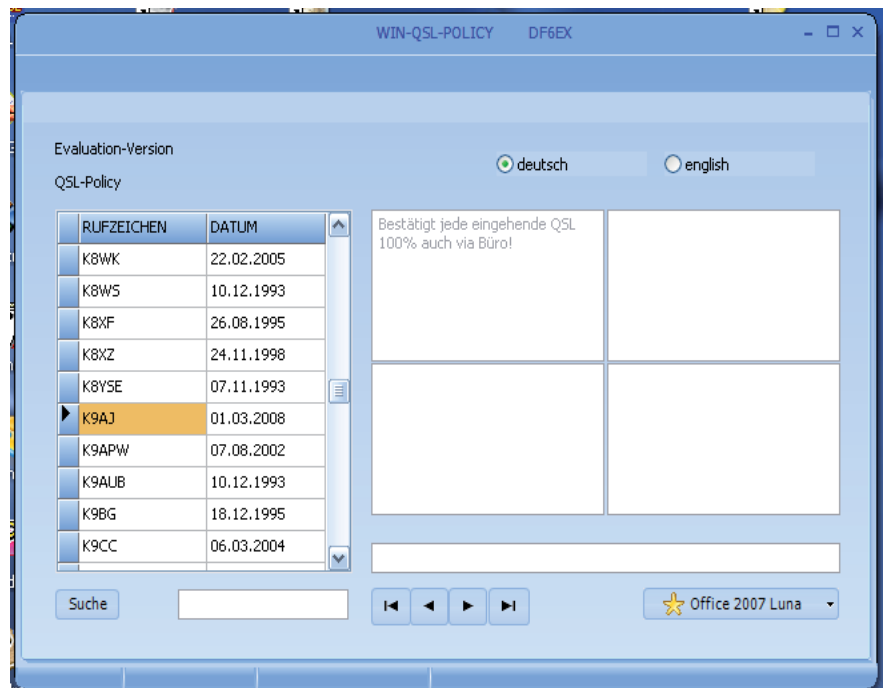 WIN-QSL-POLICY DF6EX
Evaluation-Version
deutsch
english
QSL-Policy
RUFZEICHEN DATUM
K8WK 22.02.2005
K8WS 10.12.1993
K8XF 26.08.1995
K8XZ 24.11.1998
K8YSE 07.11.1993
K9AJ 01.03.2008
K9APW 07.08.2002
K9AUB 10.12.1993
K9BG 18.12.1995
K9CC 06.03.2004
Bestätigt jede eingehende QSL
100% auch via Büro!
Suche
Office 2007 Luna